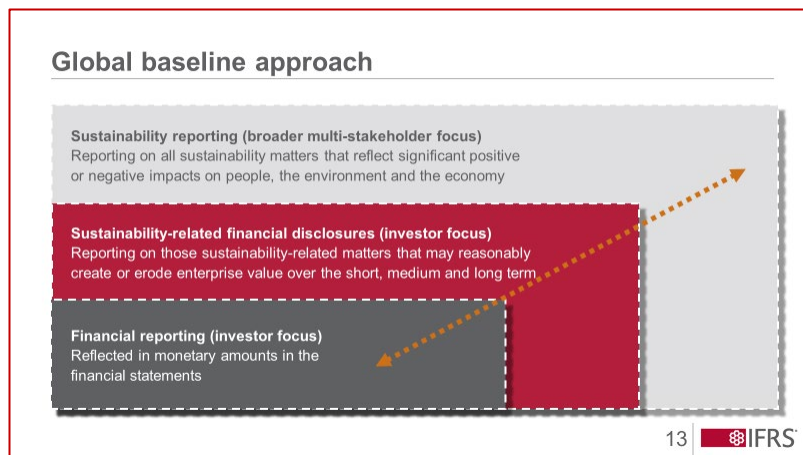 Global baseline approach
Sustainability reporting (broader multi-stakeholder focus)
Reporting on all sustainability matters that reflect significant positive
or negative impacts on people, the environment and the economy
Sustainability-related financial disclosures (investor focus)
Reporting on those sustainability-related matters that may reasonably
create or erode enterprise value over the short, medium and long term
Financial reporting (investor focus)
Reflected in monetary amounts in the
financial statements
13 IFRS